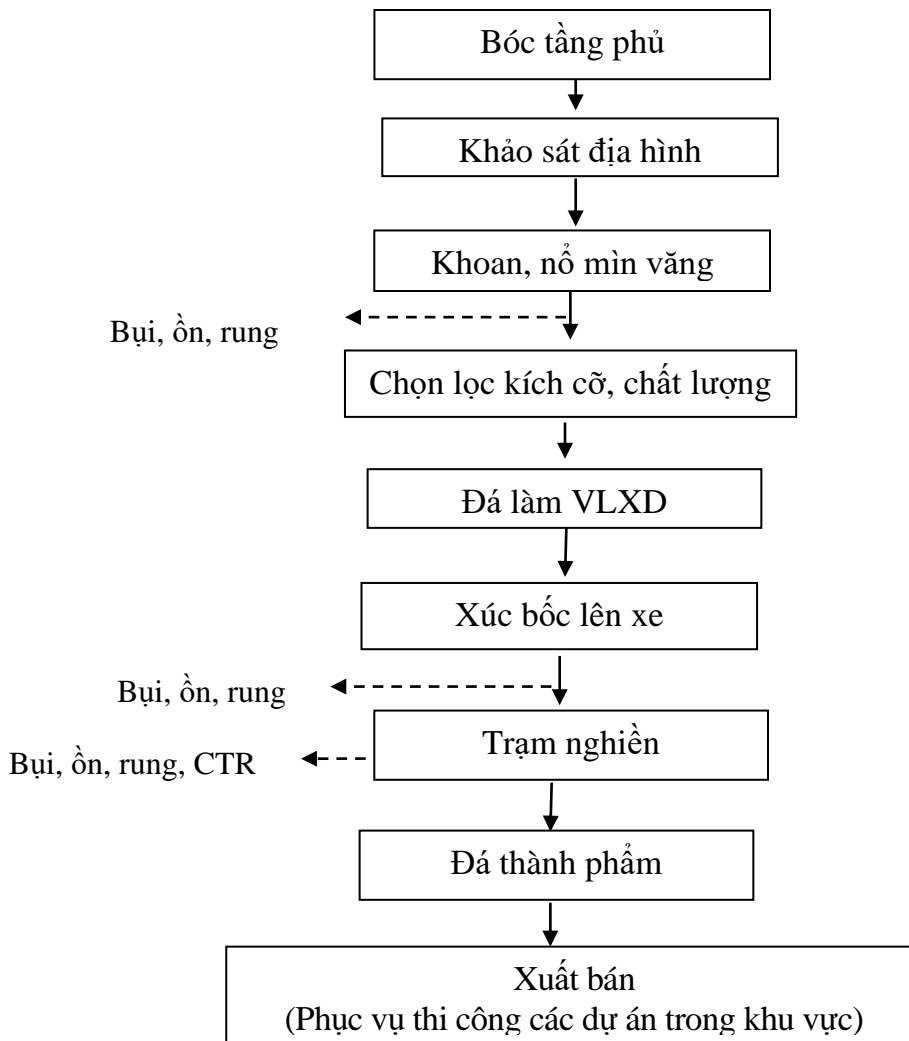 Bóc tầng phủ
Khảo sát địa hình
Khoan, nổ mìn văng
Bụi, ồn, rung
Chọn lọc kích cỡ, chất lượng
Đá làm VLXD
Xúc bốc lên xe
Bụi, ồn, rung
Trạm nghiền
Bụi, ồn, rung, CTR
Đá thành phẩm
Xuất bán
(Phục vụ thi công các dự án trong khu vực)